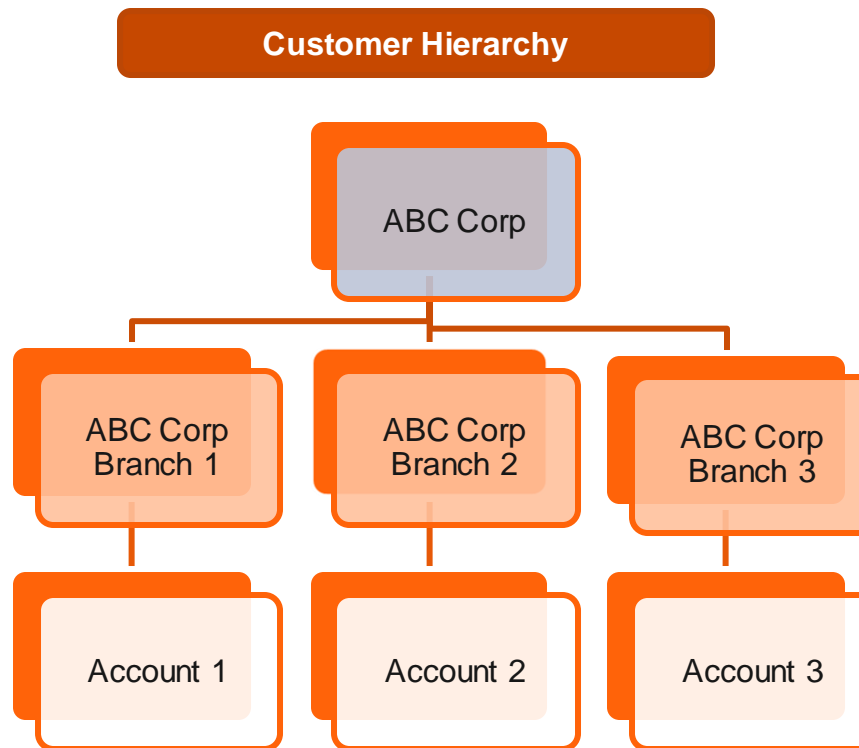 Customer Hierarchy
ABC Corp
ABC Corp
Branch 1
ABC Corp
Branch 2
ABC Corp
Branch 3
Account 1
Account 2
Account 3